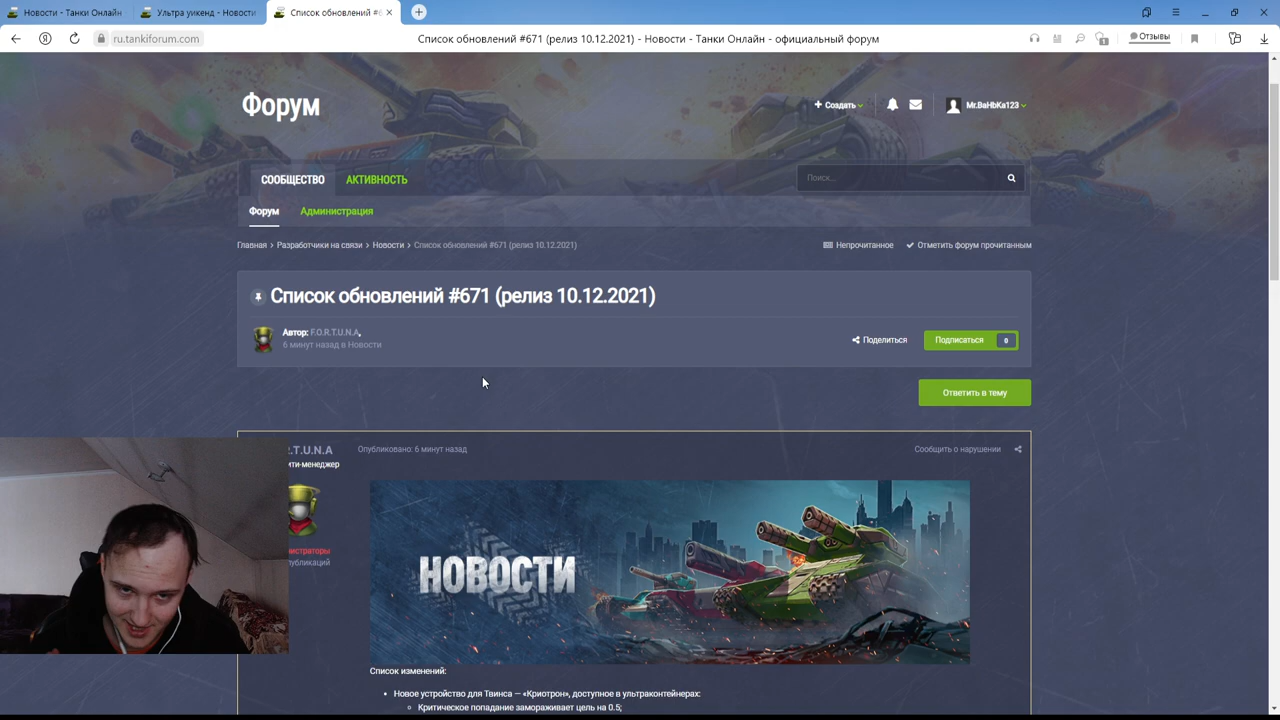 Новости - Танки Онлайн
Ультра уикенд - Новости
Список обновлений #6
ru.tankiforum.com
Список обновлений #671 (релиз 10.12.2021) - Новости - Танки Онлайн - официальный форум
Отзывы
Форум
+ Создать
Mr.BaHbKa123
СООБЩЕСТВО
АКТИВНОСТЬ
Поиск...
Форум
Администрация
Главная > Разработчики на связи > Новости > Список обновлений #671 (релиз 10.12.2021)
Непрочитанное
Отметить форум прочитанным
Список обновлений #671 (релиз 10.12.2021)
Автор: F.O.R.T.U.N.A,
6 минут назад в Новости
Поделиться
Подписаться
0
Ответить в тему
R.T.U.N.A
ити-менеджер
истраторы
убликаций
Опубликовано: 6 минут назад
Сообщить о нарушении
НОВОСТИ
Список изменений:
• Новое устройство для Твинса — «Криотрон», доступное в ультраконтейнерах:
○ Критическое попадание замораживает цель на 0.5;